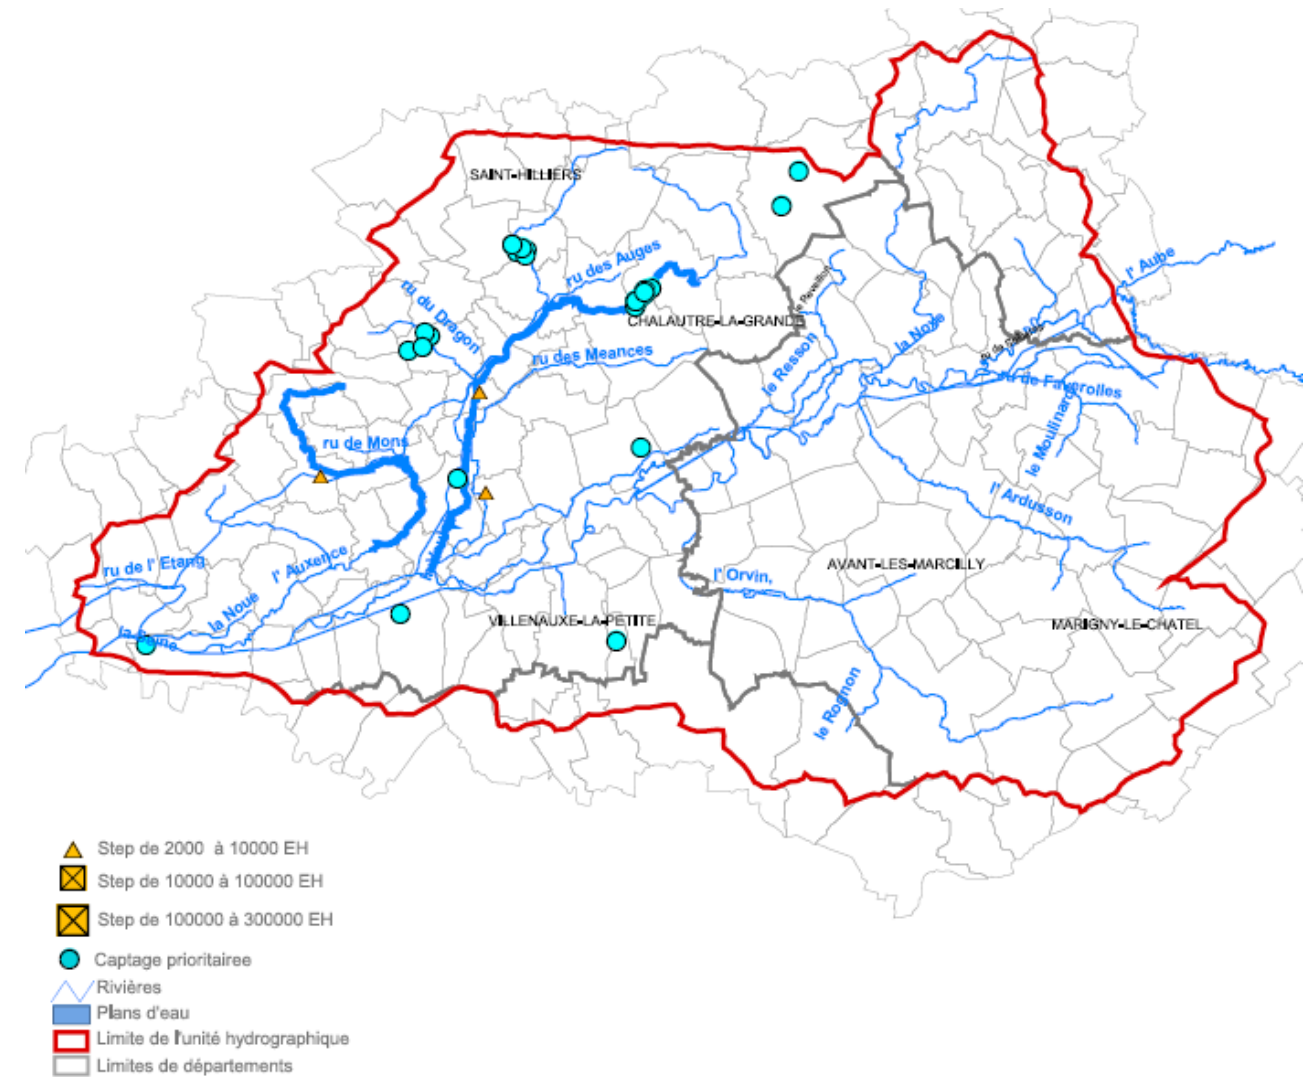 SAINT-HILLIERS
ru des Auges
l' Aube
ru du Dragon
CHALAUTRE-LA-GRANDE
la Noxe
ru des Meances
le Resson
ru de Faverolles
le Moulinard
ru de Mons
l' Ardusson
ru de l' Etang
l' Auxence
l' Orvin,
AVANT-LES-MARCILLY
la Noue
VILLENAUXE-LA-PETITE
MARIGNY-LE-CHATEL
la Seine
le Rognon
Step de 2000 à 10000 EH
Step de 10000 à 100000 EH
Step de 100000 à 300000 EH
Captage prioritairee
Rivières
Plans d'eau
Limite de l'unité hydrographique
Limites de départements